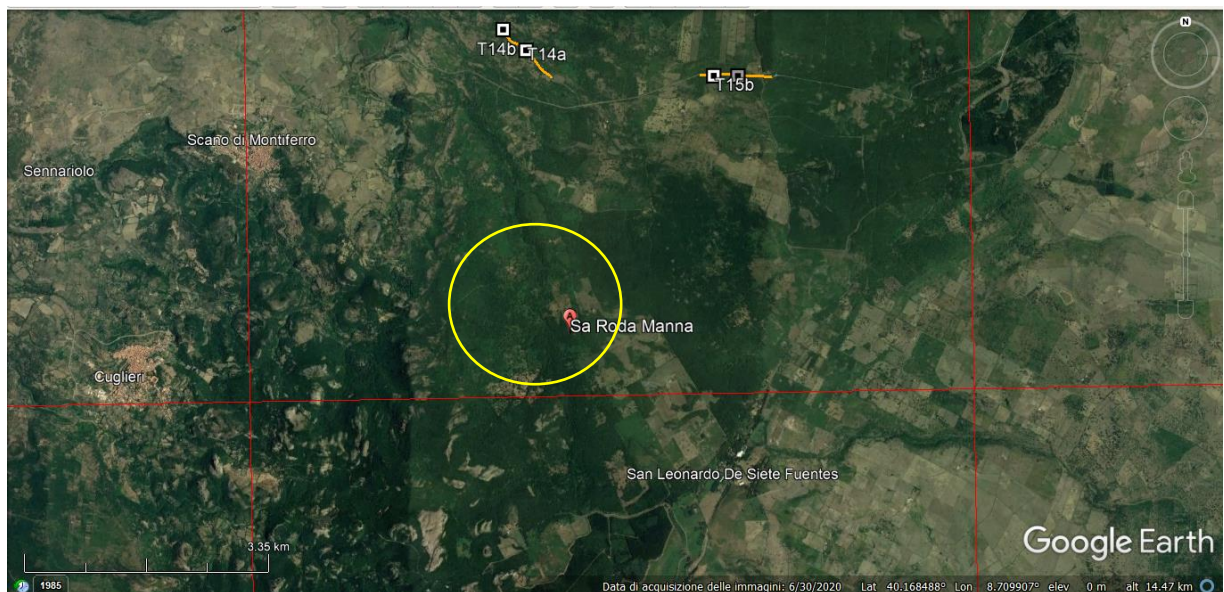 N
T14b T14a
T15b
Scano di Montiferro
Sennariolo
A
Sa Roda Manna
Cuglieri
San Leonardo De Siete Fuentes
Google Earth
3.35 km
1985
Data di acquisizione delle immagini: 6/30/2020 Lat 40.168488° Lon 8.709907° elev 0 m alt 14.47 km